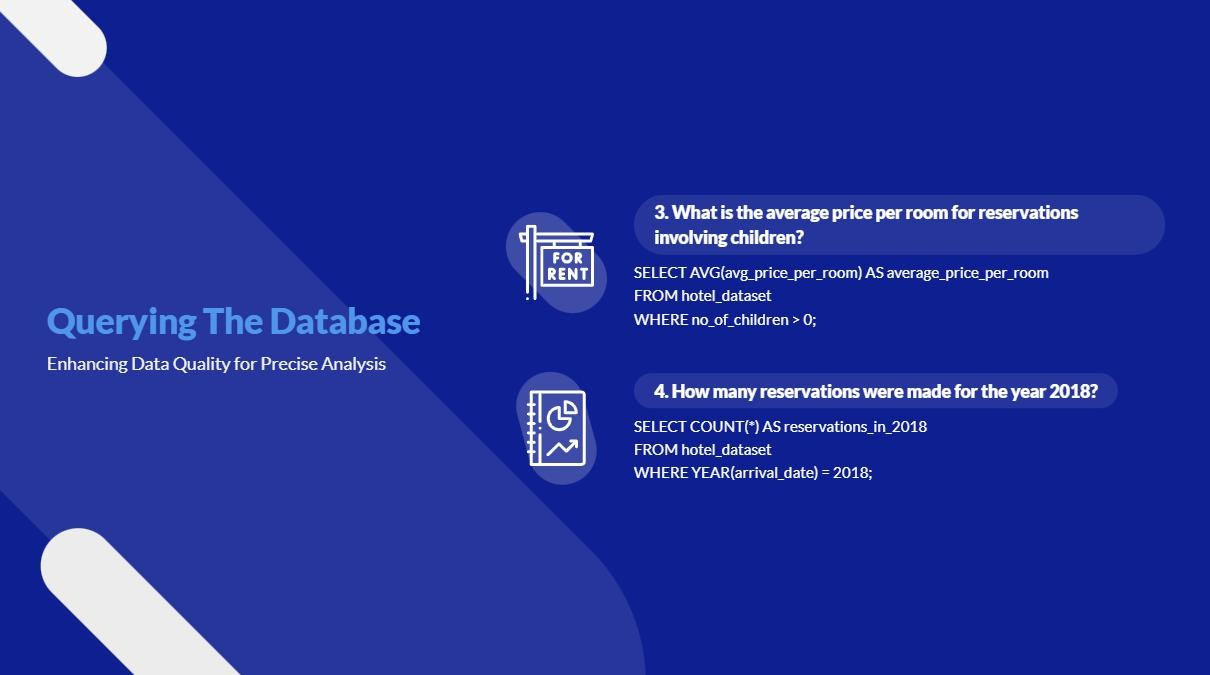 Querying The Database
Enhancing Data Quality for Precise Analysis
FOR
RENT
3. What is the average price per room for reservations
involving children?
SELECT AVG(avg_price_per_room) AS average_price_per_room
FROM hotel_dataset
WHERE no_of_children > 0;
4. How many reservations were made for the year 2018?
SELECT COUNT(*) AS reservations_in_2018
FROM hotel_dataset
WHERE YEAR(arrival_date) = 2018;